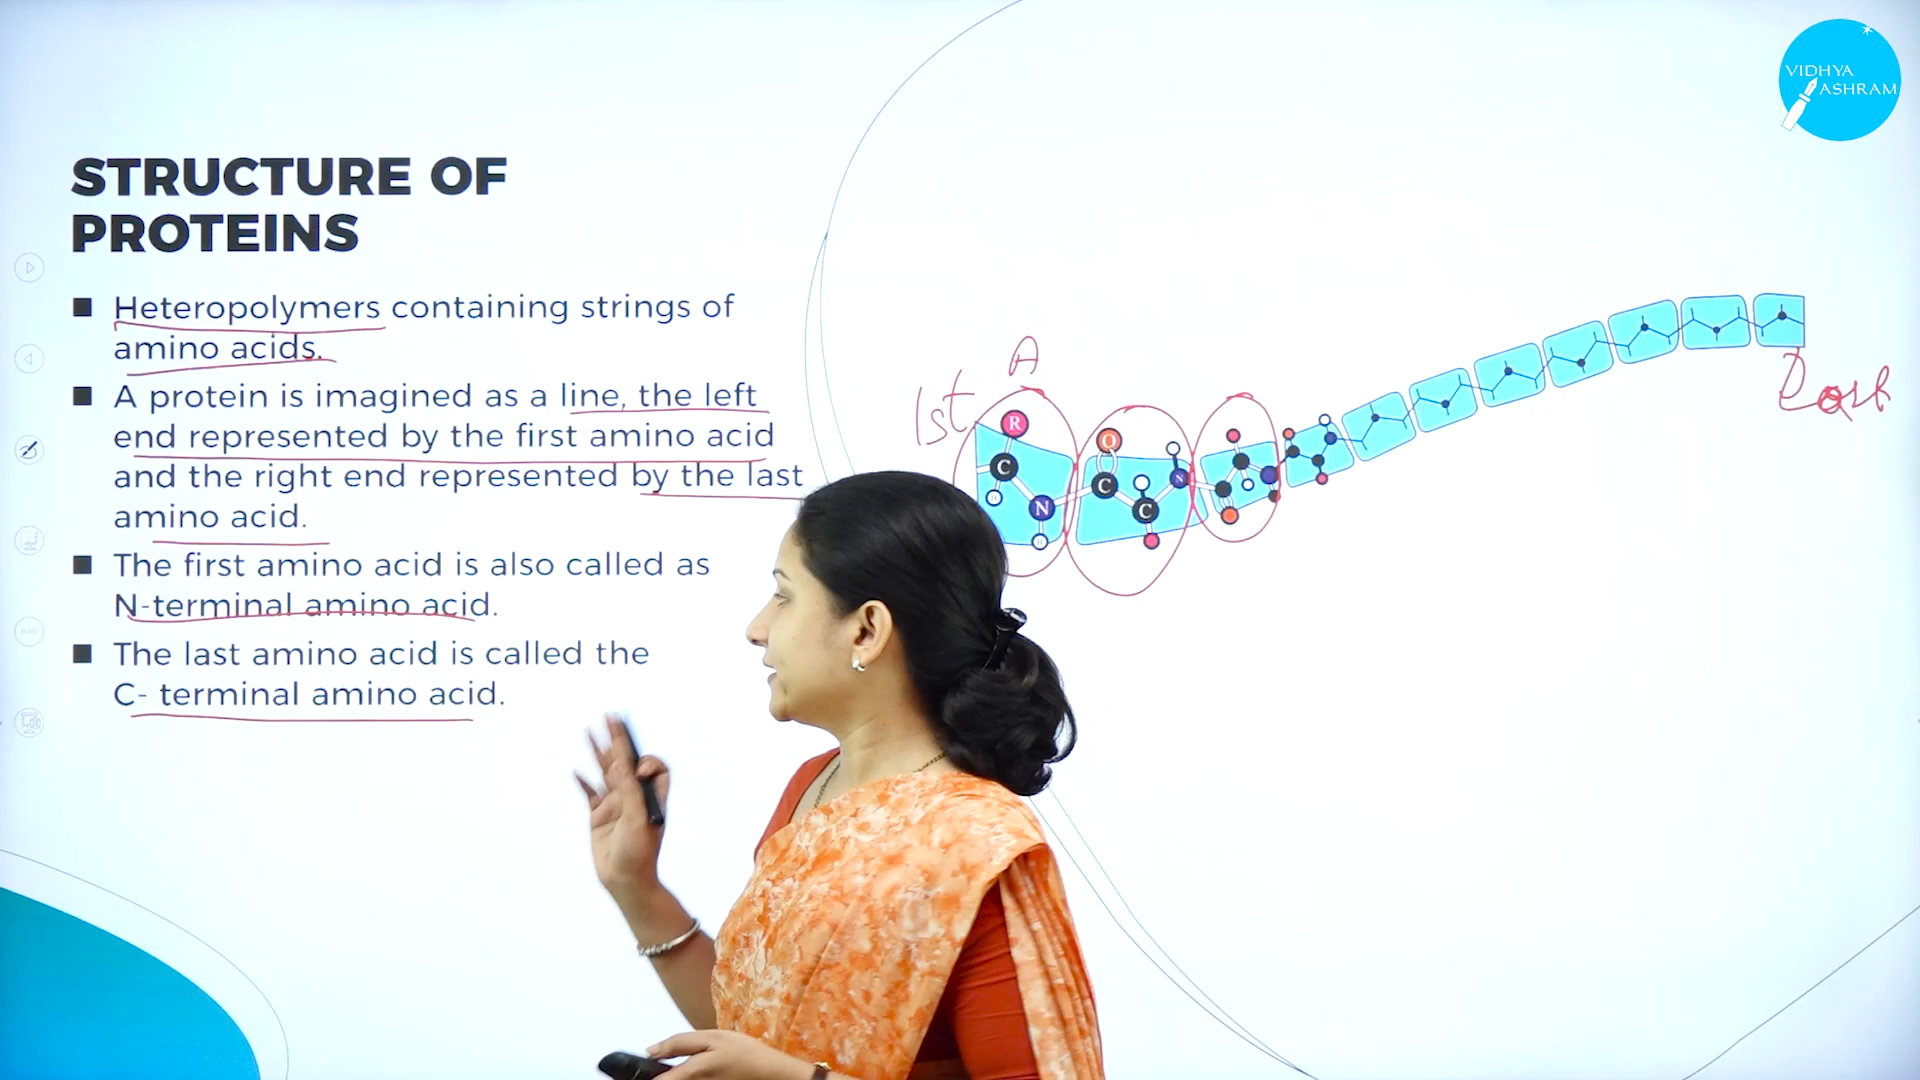 VIDHYA
ASHRAM
STRUCTURE OF
PROTEINS
■ Heteropolymers containing strings of
amino acids.
■ A protein is imagined as a line, the left
end represented by the first amino acid
and the right end represented by the last
amino acid.
■ The first amino acid is also called as
N-terminal amino acid.
■ The last amino acid is called the
C- terminal amino acid.
A
1st
Last
R
O
C
C
N
C
N
H
H